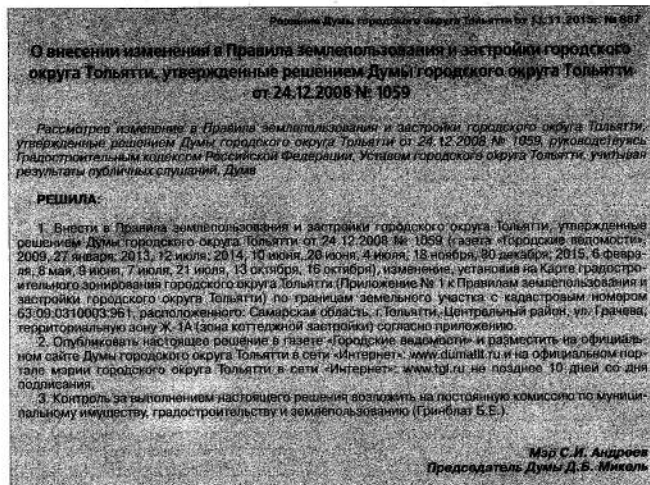 Решение Думы городского округа Тольятти от 11.11.2015г. № 887
О внесении изменения в Правила землепользования и застройки городского
округа Тольятти, утвержденные решением Думы городского округа Тольятти
от 24.12.2008 № 1059
Рассмотрев изменение в Правила землепользования и застройки городского округа Тольятти,
утвержденные решением Думы городского округа Тольятти от 24.12.2008 № 1059, руководствуясь
Градостроительным кодексом Российской Федерации, Уставом городского округа Тольятти, учитывая
результаты публичных слушаний, Дума
РЕШИЛА:
1. Внести в Правила землепользования и застройки городского округа Тольятти, утвержденные
решением Думы городского округа Тольятти от 24.12.2008 № 1059 (газета «Городские ведомости»,
2009, 27 января; 2013, 12 июля; 2014, 10 июня, 20 июня, 4 июля, 18 ноября, 30 декабря; 2015, 6 февра-
ля, 8 мая, 9 июня, 7 июля, 21 июля, 13 октября, 16 октября), изменение, установив на Карте градостро-
ительного зонирования городского округа Тольятти (Приложение № 1 к Правилам землепользования и
застройки городского округа Тольятти) по границам земельного участка с кадастровым номером
63:09:0310003:961, расположенного: Самарская область, г.Тольятти, Центральный район, ул. Грачева,
территориальную зону Ж-1А (зона коттеджной застройки) согласно приложению.
2. Опубликовать настоящее решение в газете «Городские ведомости» и разместить на официаль-
ном сайте Думы городского округа Тольятти в сети «Интернет»: www.dumatlt.ru и на официальном пор-
тале мэрии городского округа Тольятти в сети «Интернет»: www.tgl.ru не позднее 10 дней со дня
подписания.
3. Контроль за выполнением настоящего решения возложить на постоянную комиссию по муници-
пальному имуществу, градостроительству и землепользованию (Гринблат Б.Е.).
Мэр С.И. Андреев
Председатель Думы Д.Б. Микель